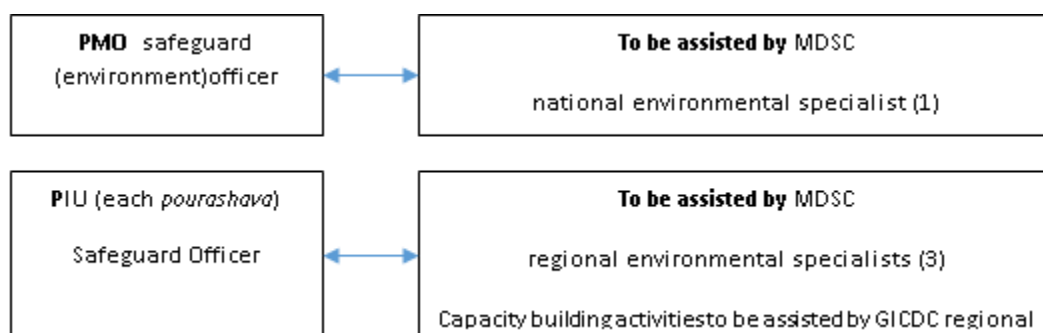 PMO safeguard
(environment)officer
To be assisted by MDSC
national environmental specialist (1)
PIU (each pourashava)
Safeguard Officer
To be assisted by MDSC
regional environmental specialists (3)
Capacity building activitiesto be assisted by GICDC regional